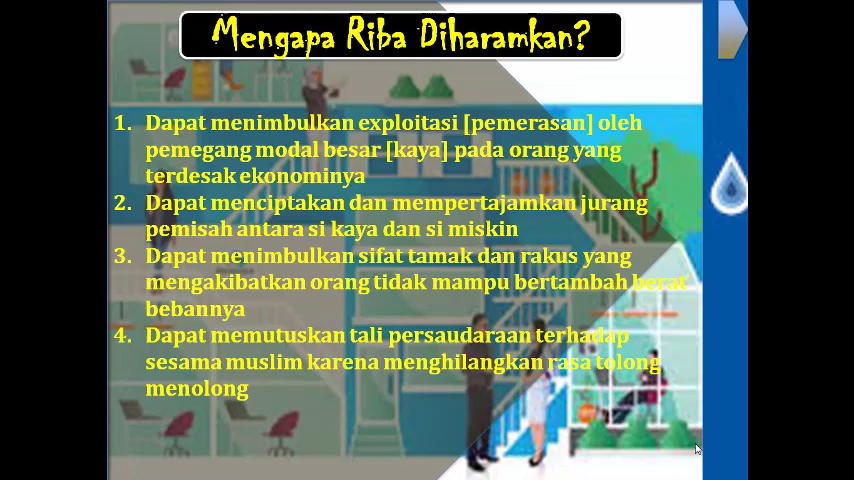 Mengapa Riba Diharamkan?
1. Dapat menimbulkan exploitasi [pemerasan] oleh
pemegang modal besar [kaya] pada orang yang
terdesak ekonominya
2. Dapat menciptakan dan mempertajamkan jurang
pemisah antara si kaya dan si miskin
3. Dapat menimbulkan sifat tamak dan rakus yang
mengakibatkan orang tidak mampu bertambah berat
bebannya
4. Dapat memutuskan tali persaudaraan terhadap
sesama muslim karena menghilangkan rasa tolong
menolong